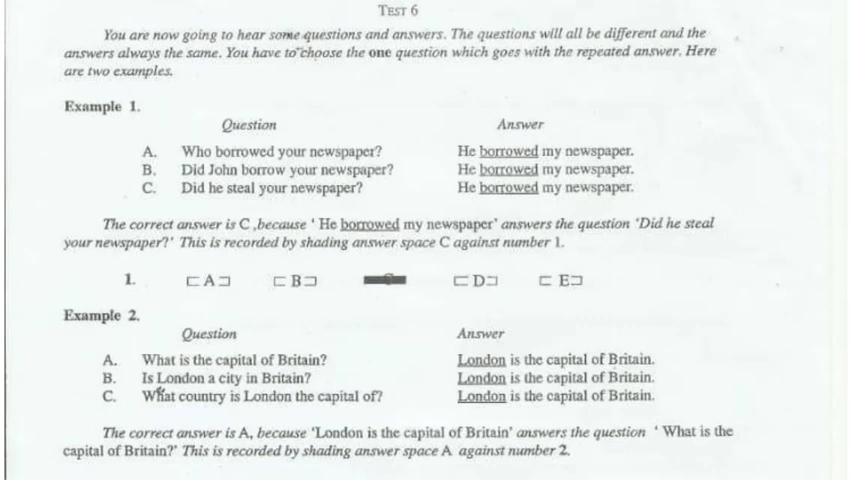 TEST 6
You are now going to hear some questions and answers. The questions will all be different and the
answers always the same. You have to choose the one question which goes with the repeated answer. Here
are two examples.
Example 1.
Question Answer
A. Who borrowed your newspaper? He borrowed my newspaper.
B. Did John borrow your newspaper? He borrowed my newspaper.
C. Did he steal your newspaper? He borrowed my newspaper.
The correct answer is C ,because ‘ He borrowed my newspaper’ answers the question ‘Did he steal
your newspaper?’ This is recorded by shading answer space C against number 1.
1. ⊏A⊐ ⊏B⊐ C ⊏D⊐ ⊏E⊐
Example 2.
Question Answer
A. What is the capital of Britain? London is the capital of Britain.
B. Is London a city in Britain? London is the capital of Britain.
C. What country is London the capital of? London is the capital of Britain.
The correct answer is A, because ‘London is the capital of Britain’ answers the question ‘ What is the
capital of Britain?’ This is recorded by shading answer space A against number 2.